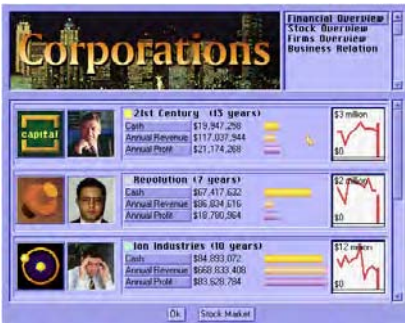 Corporations
Financial Overview
Stock Overview
Firms Overview
Business Relation
capital
21st Century (13 years)
Cash $19,947,298
Annual Revenue $117,037,944
Annual Profit $21,174,268
$3 million
$0
Revolution (7 years)
Cash $67,417,632
Annual Revenue $86,834,616
Annual Profit $18,780,964
$2 million
$0
Ion Industries (10 years)
Cash $84,893,072
Annual Revenue $668,833,408
Annual Profit $83,628,784
$12 million
$0
Ok
Stock Market